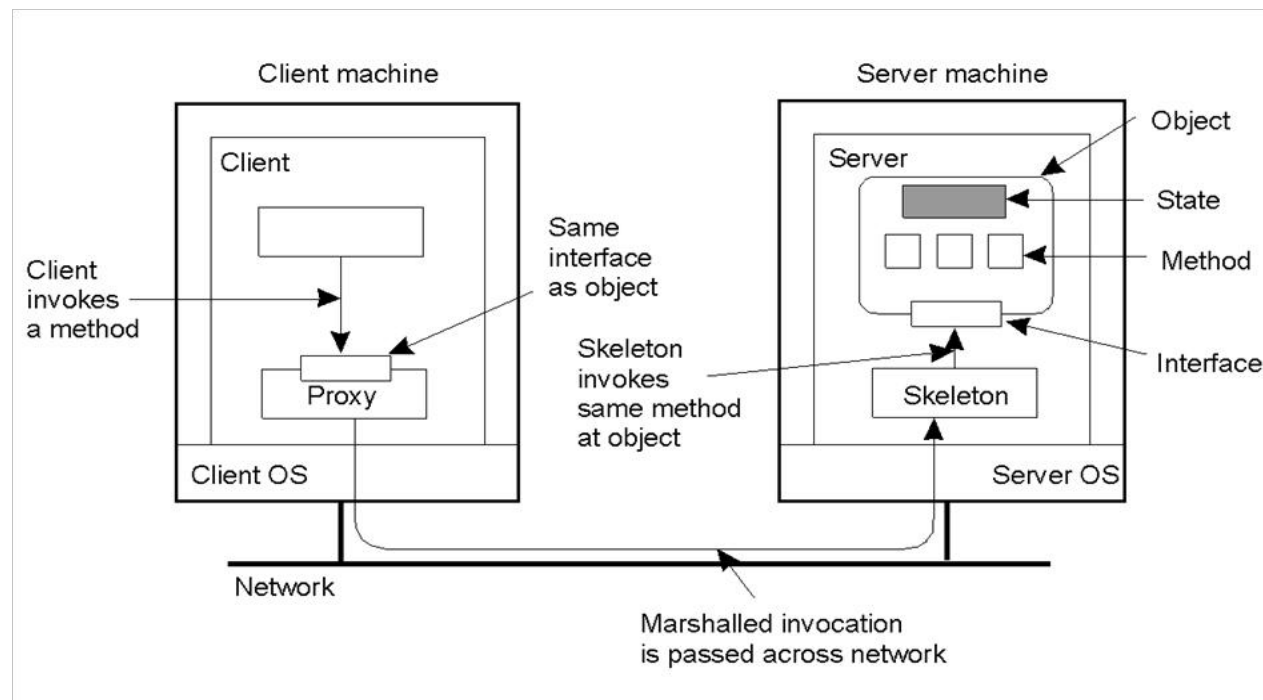 Client machine
Server machine
Object
Client
Server
State
Same
interface
as object
Client
invokes
a method
Method
Skeleton
invokes
same method
at object
Interface
Proxy
Skeleton
Client OS
Server OS
Network
Marshalled invocation
is passed across network